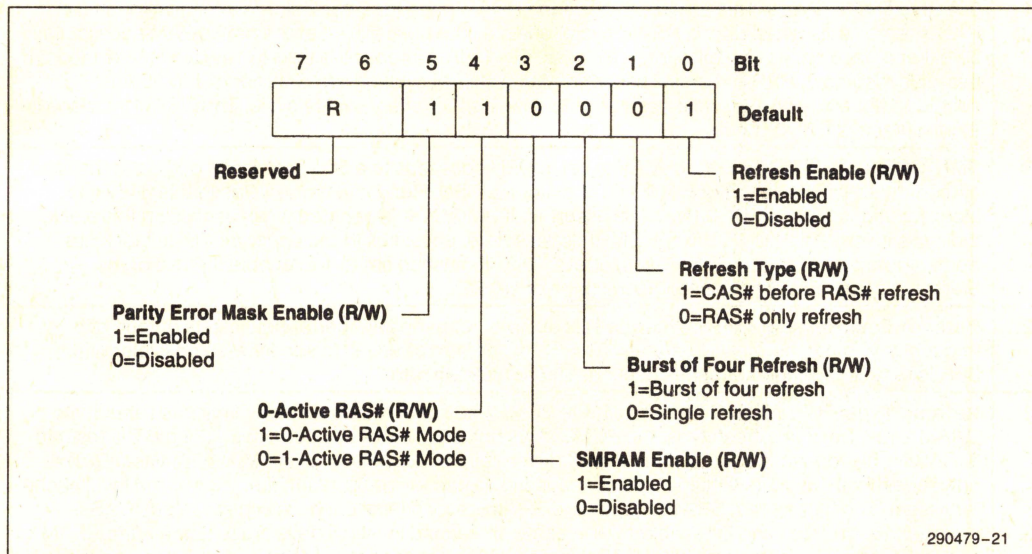 7 6 5 4 3 2 1 0 Bit
R 1 1 0 0 0 1 Default
Reserved
Refresh Enable (R/W)
1=Enabled
0=Disabled
Refresh Type (R/W)
1=CAS# before RAS# refresh
0=RAS# only refresh
Parity Error Mask Enable (R/W)
1=Enabled
0=Disabled
Burst of Four Refresh (R/W)
1=Burst of four refresh
0=Single refresh
0-Active RAS# (R/W)
1=0-Active RAS# Mode
0=1-Active RAS# Mode
SMRAM Enable (R/W)
1=Enabled
0=Disabled
290479-21